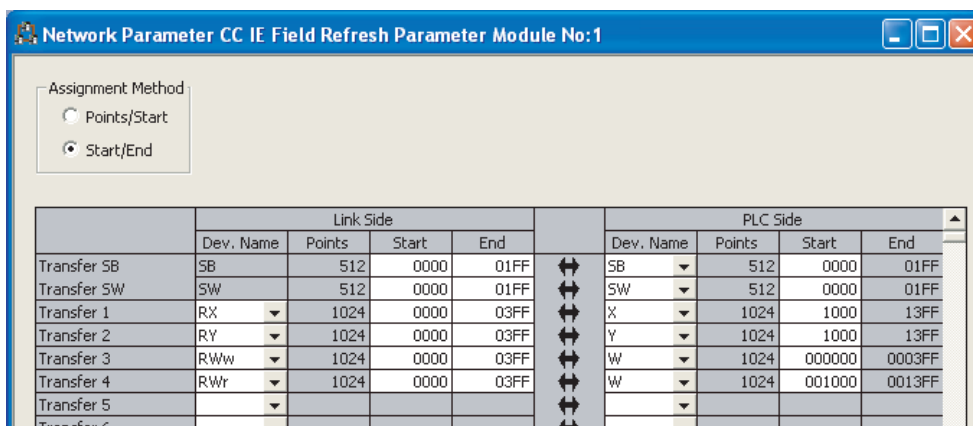 Network Parameter CC IE Field Refresh Parameter Module No:1
Assignment Method
Points/Start
Start/End
Link Side PLC Side
Dev. Name Points Start End Dev. Name Points Start End
Transfer SB SB 512 0000 01FF SB 512 0000 01FF
Transfer SW SW 512 0000 01FF SW 512 0000 01FF
Transfer 1 RX 1024 0000 03FF X 1024 1000 13FF
Transfer 2 RY 1024 0000 03FF Y 1024 1000 13FF
Transfer 3 RWw 1024 0000 03FF W 1024 000000 0003FF
Transfer 4 RWr 1024 0000 03FF W 1024 001000 0013FF
Transfer 5